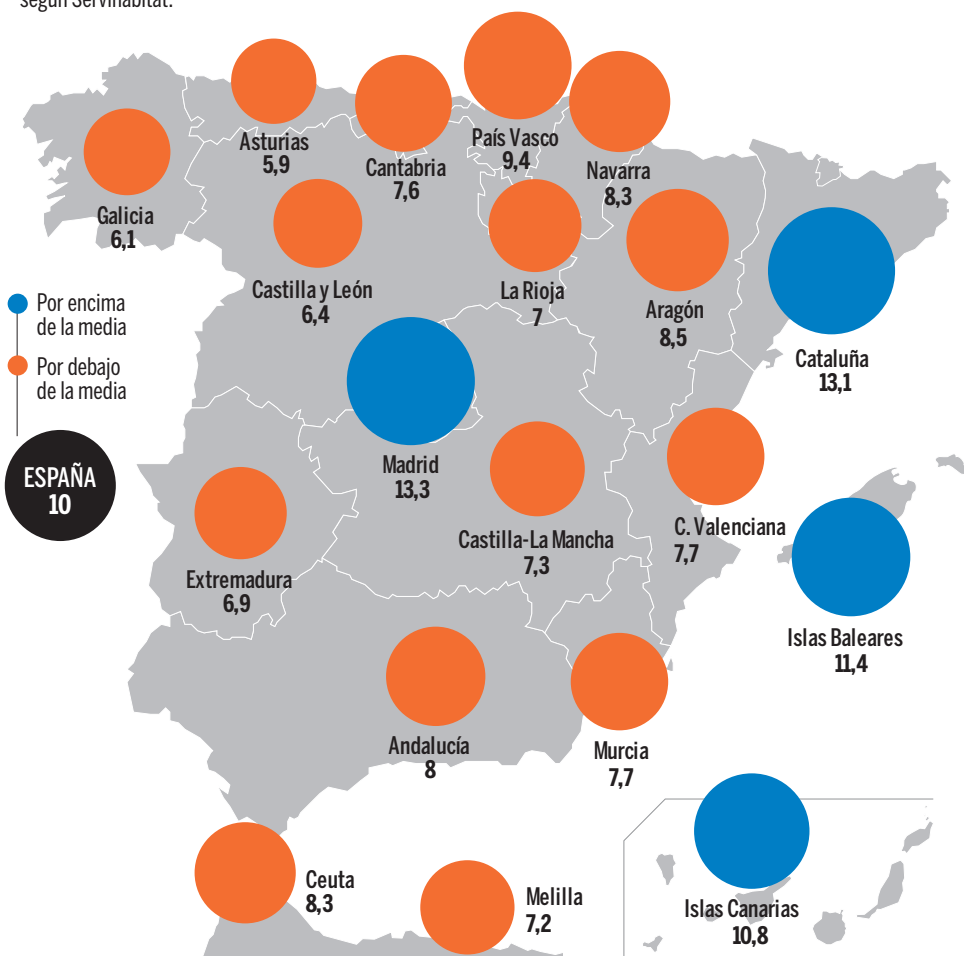 según Servihabitat.
Asturias
5,9
Cantabria
7,6
País Vasco
9,4
Navarra
8,3
Galicia
6,1
Castilla y León
6,4
La Rioja
7
Aragón
8,5
Cataluña
13,1
Por encima
de la media
Por debajo
de la media
ESPAÑA
10
Madrid
13,3
Castilla-La Mancha
7,3
C. Valenciana
7,7
Extremadura
6,9
Islas Baleares
11,4
Andalucía
8
Murcia
7,7
Ceuta
8,3
Melilla
7,2
Islas Canarias
10,8